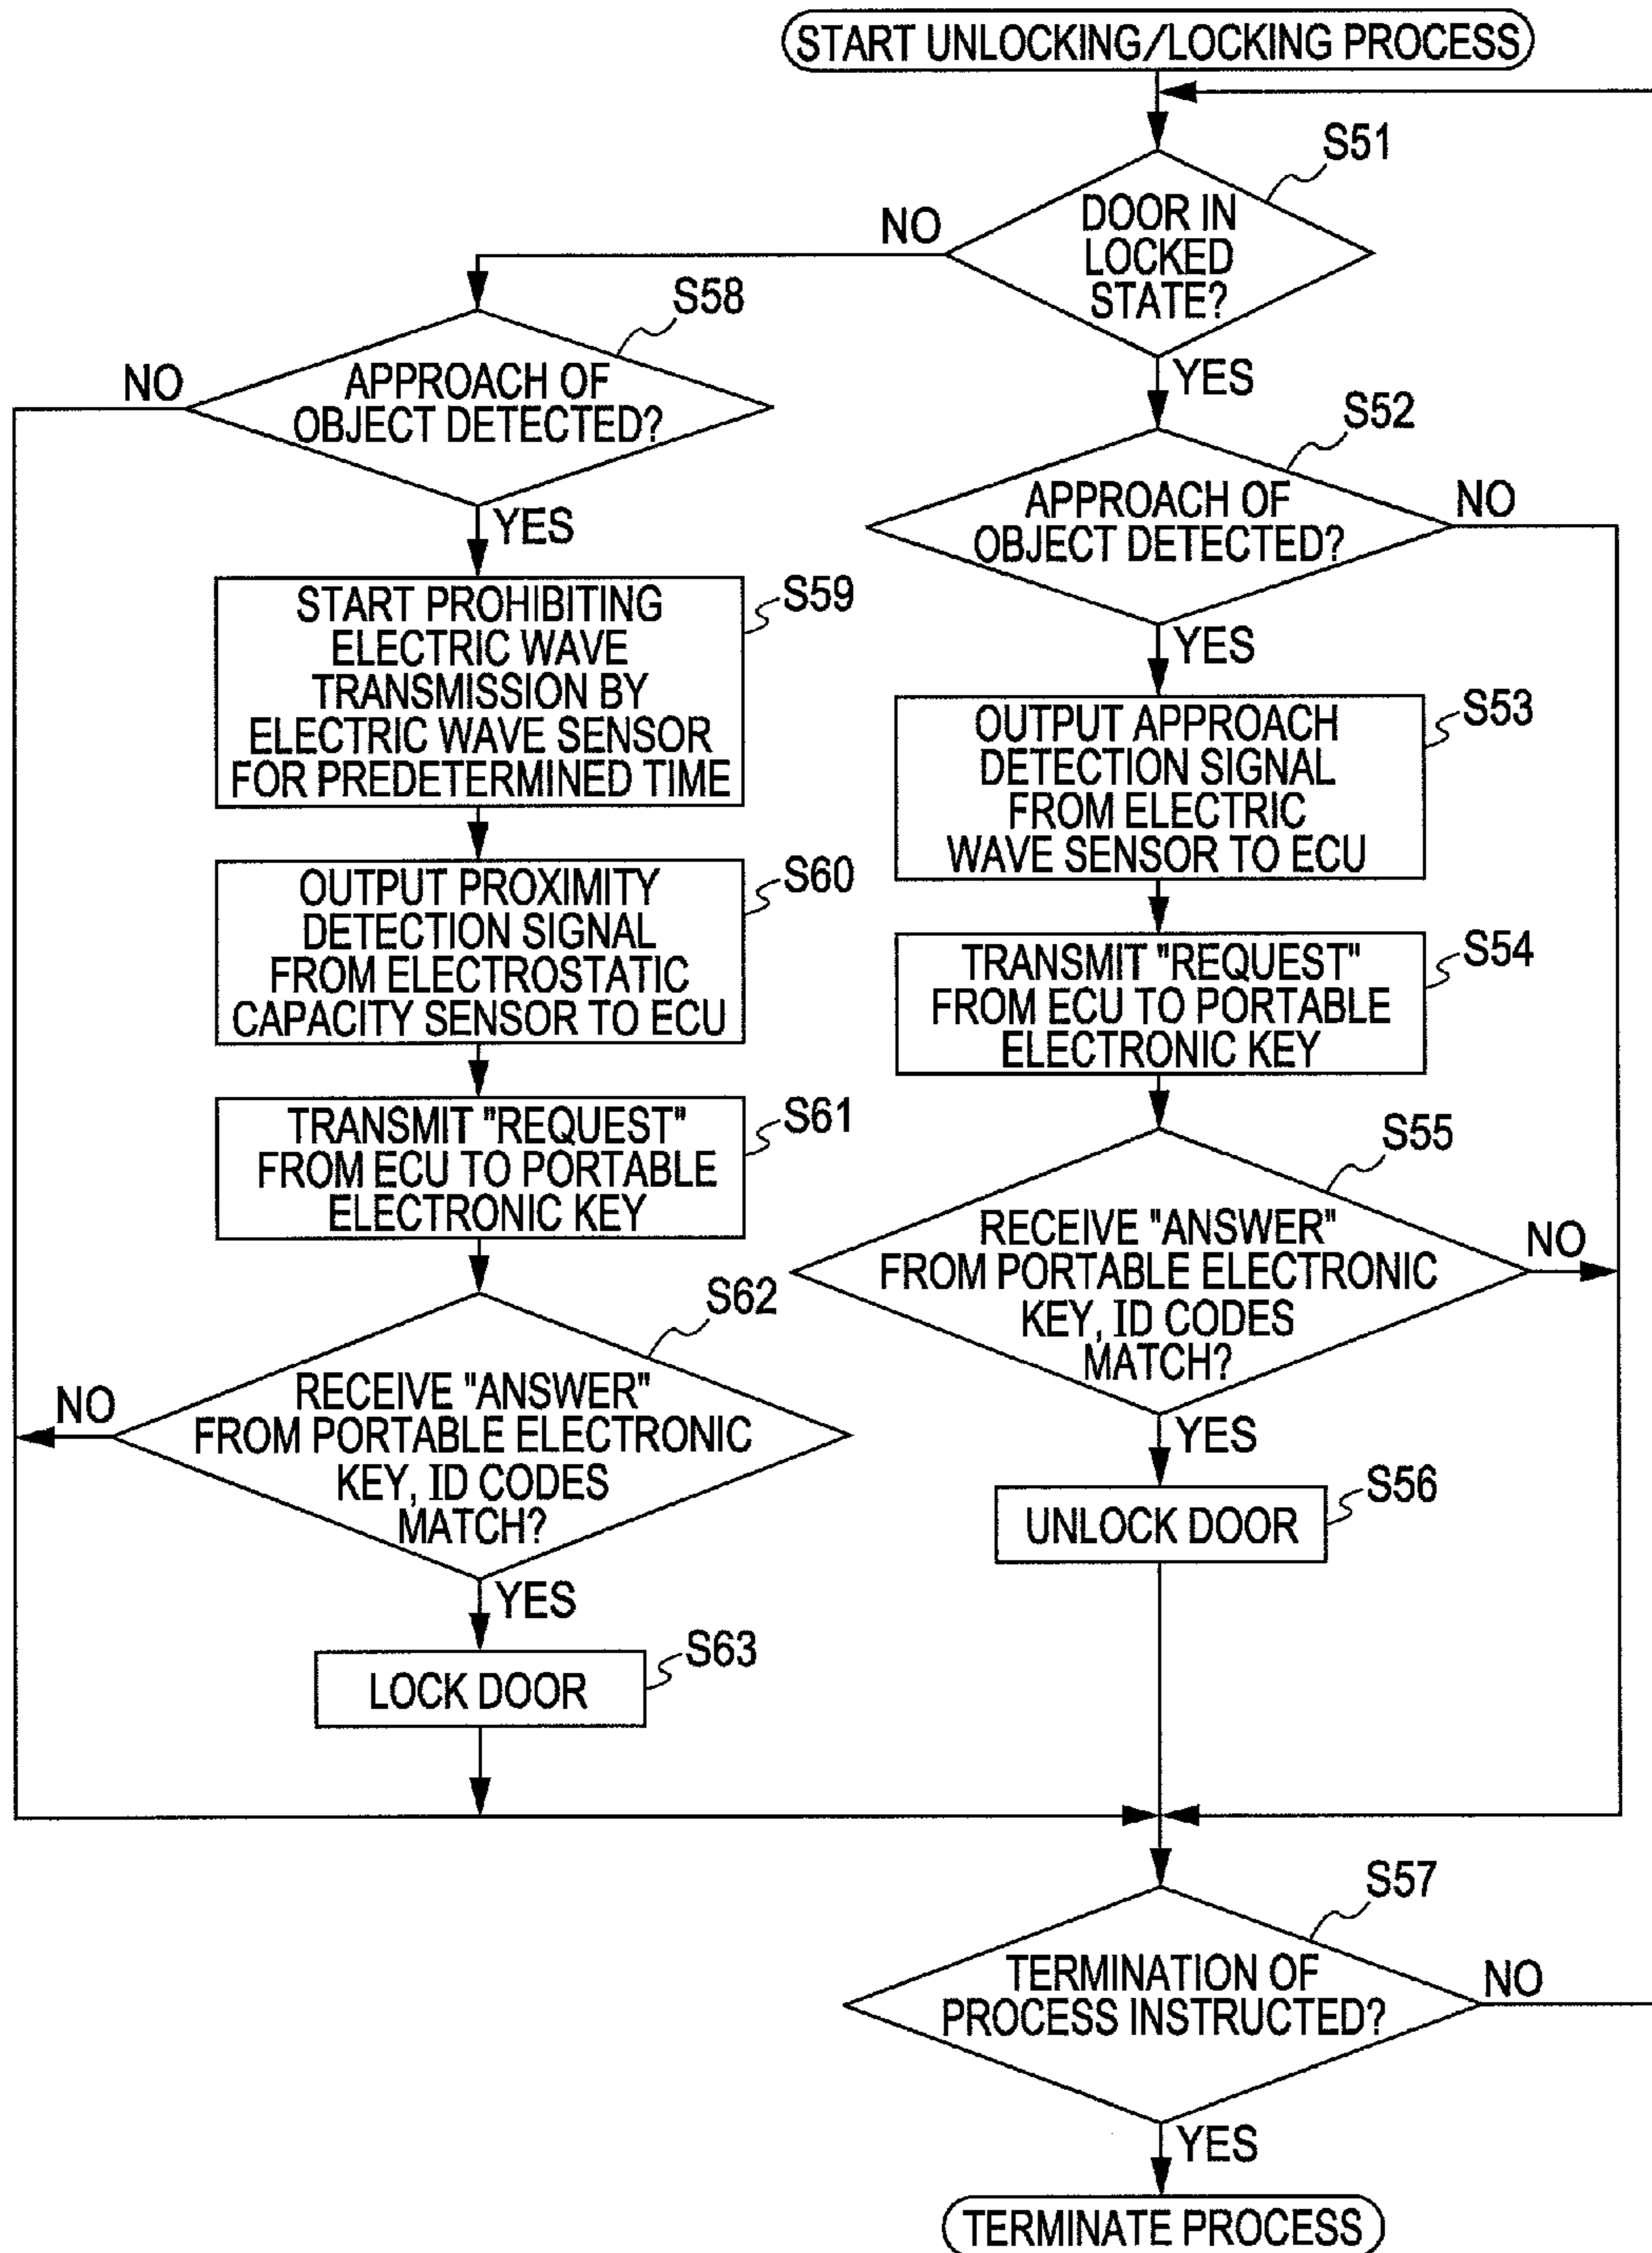 START UNLOCKING/LOCKING PROCESS
S51
DOOR IN
LOCKED
STATE?
NO
YES
S58
APPROACH OF
OBJECT DETECTED?
NO
YES
S52
APPROACH OF
OBJECT DETECTED?
NO
YES
S59
START PROHIBITING
ELECTRIC WAVE
TRANSMISSION BY
ELECTRIC WAVE SENSOR
FOR PREDETERMINED TIME
S53
OUTPUT APPROACH
DETECTION SIGNAL
FROM ELECTRIC
WAVE SENSOR TO ECU
S60
OUTPUT PROXIMITY
DETECTION SIGNAL
FROM ELECTROSTATIC
CAPACITY SENSOR TO ECU
S54
TRANSMIT "REQUEST"
FROM ECU TO PORTABLE
ELECTRONIC KEY
S61
TRANSMIT "REQUEST"
FROM ECU TO PORTABLE
ELECTRONIC KEY
S55
RECEIVE "ANSWER"
FROM PORTABLE ELECTRONIC
KEY, ID CODES
MATCH?
NO
YES
S62
RECEIVE "ANSWER"
FROM PORTABLE ELECTRONIC
KEY, ID CODES
MATCH?
NO
YES
S56
UNLOCK DOOR
S63
LOCK DOOR
S57
TERMINATION OF
PROCESS INSTRUCTED?
NO
YES
TERMINATE PROCESS